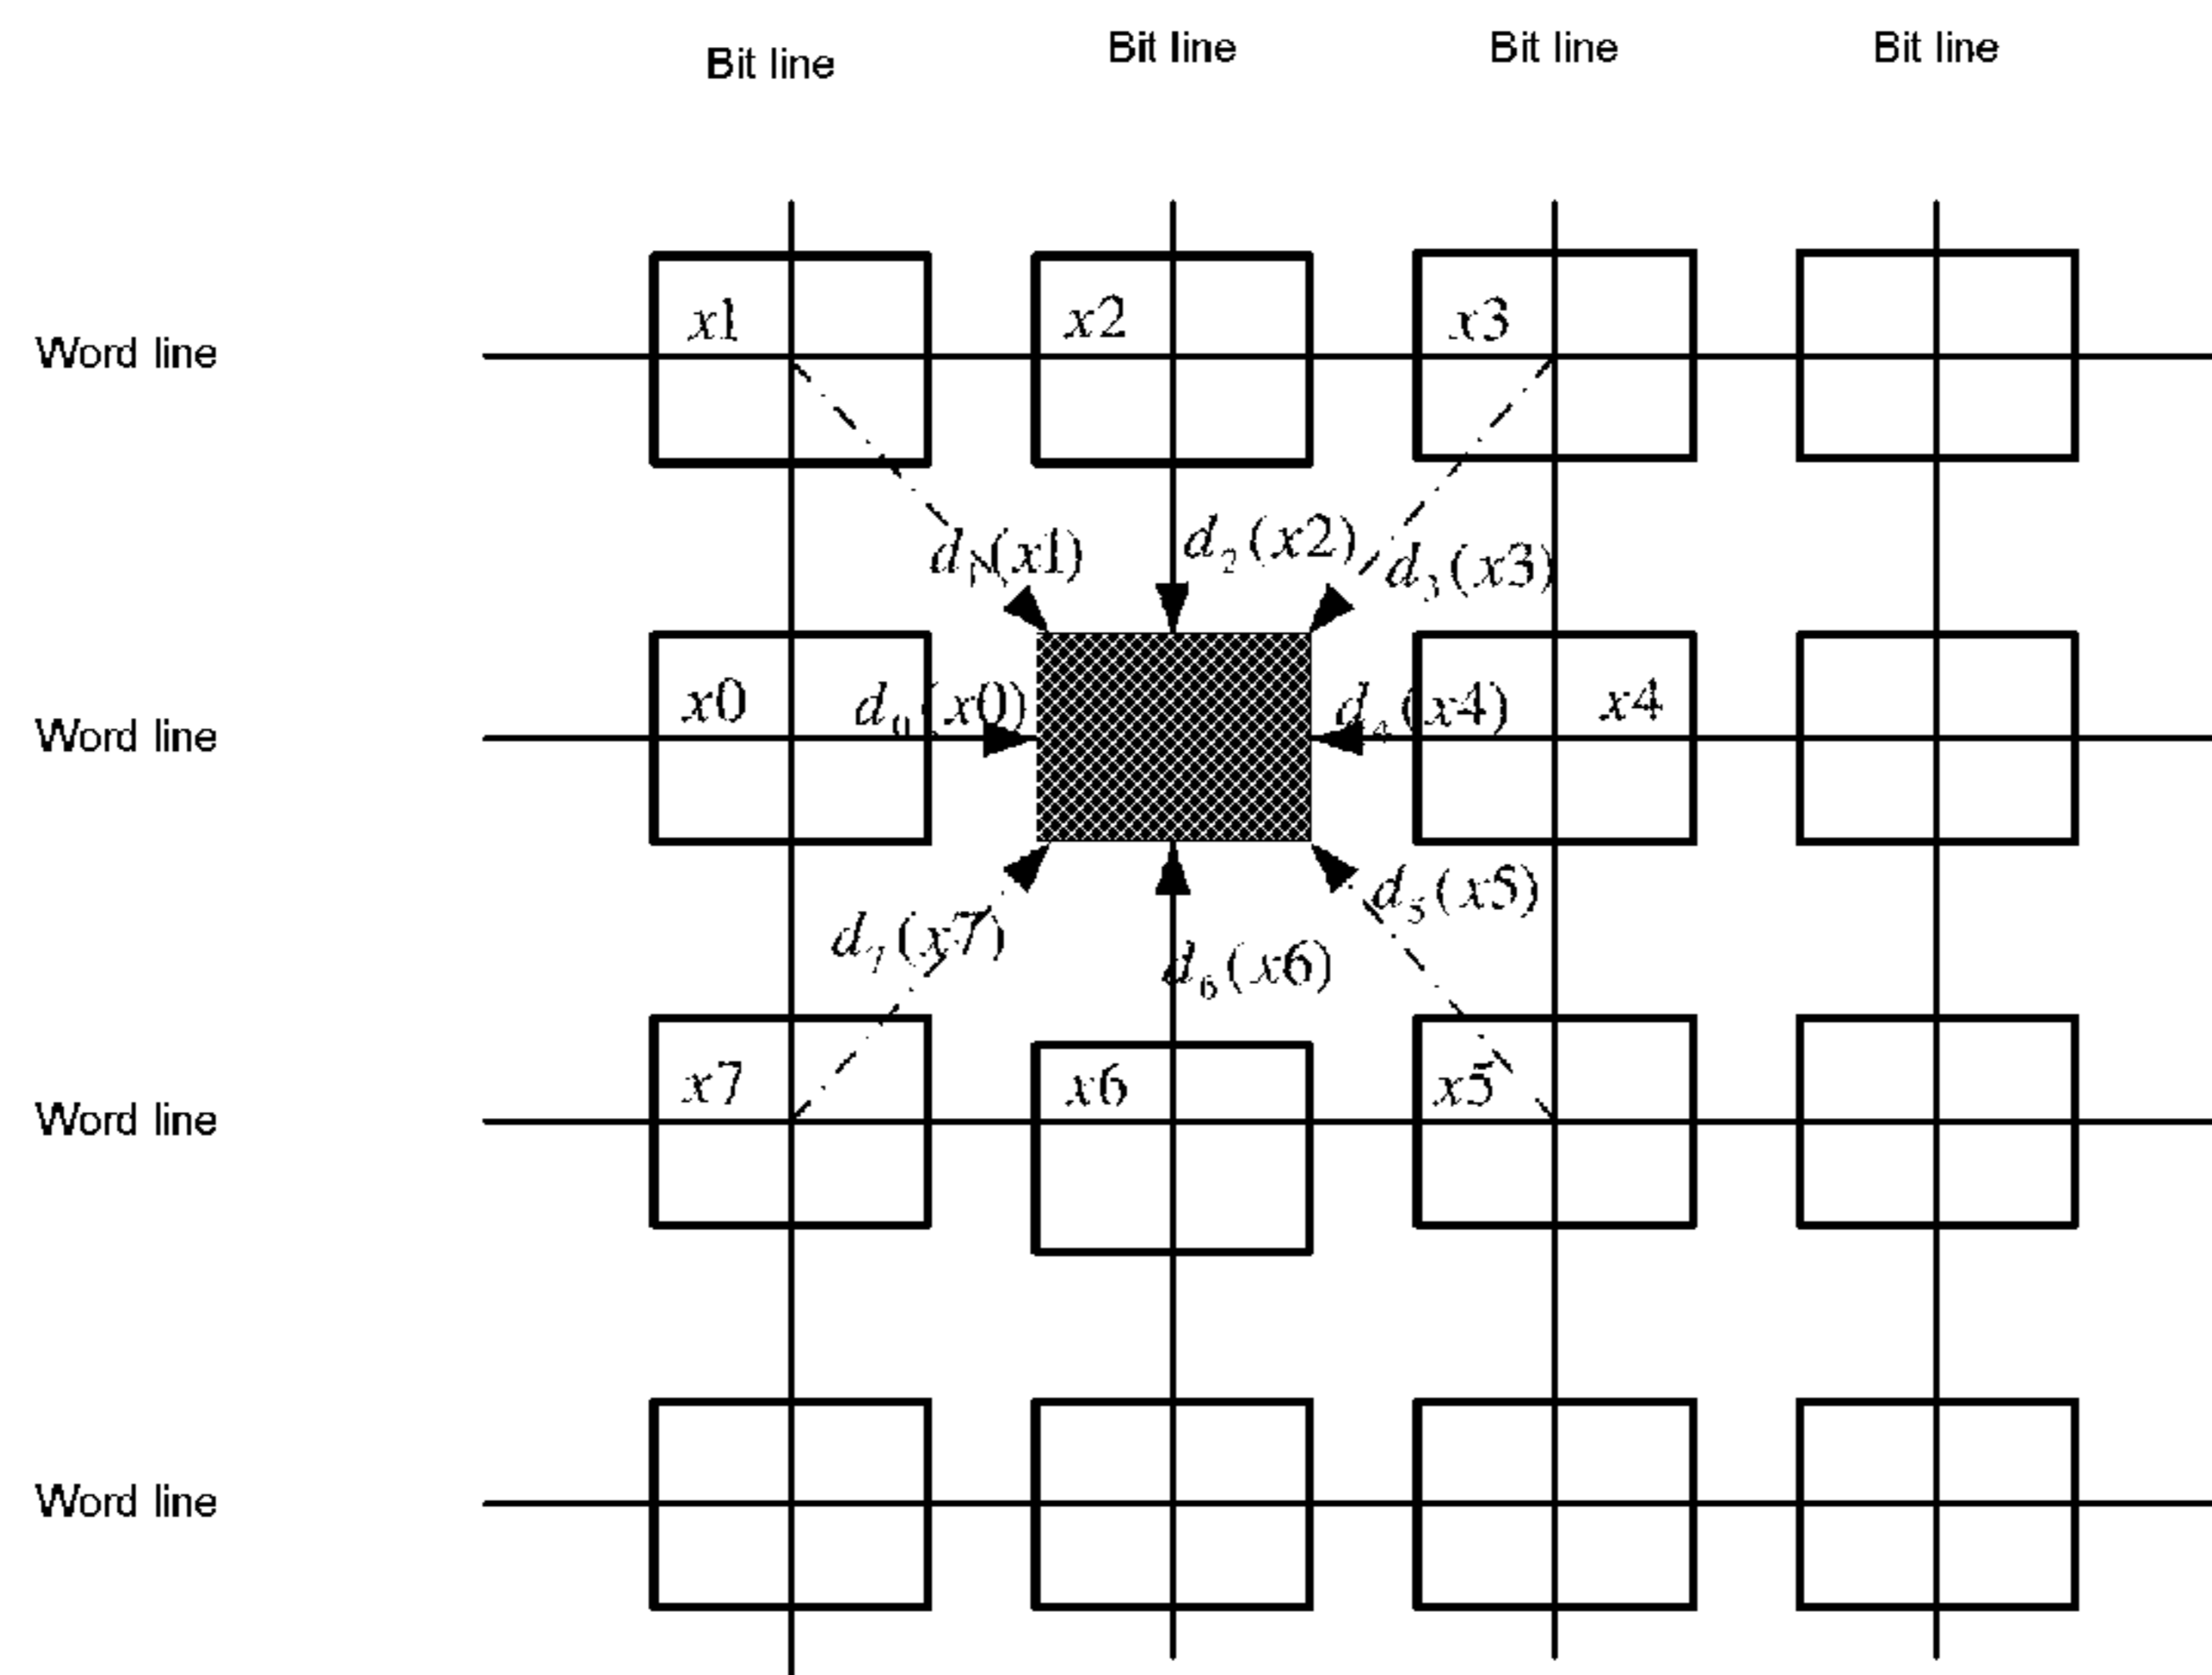 Bit line Bit line Bit line Bit line
x1 x2 x3
Word line
d₁(x1) d₂(x2) d₃(x3)
x0 d₀(x0) d₄(x4) x4
Word line
d₅(x5)
d₇(x7) d₆(x6)
x7 x6 x5
Word line
Word line